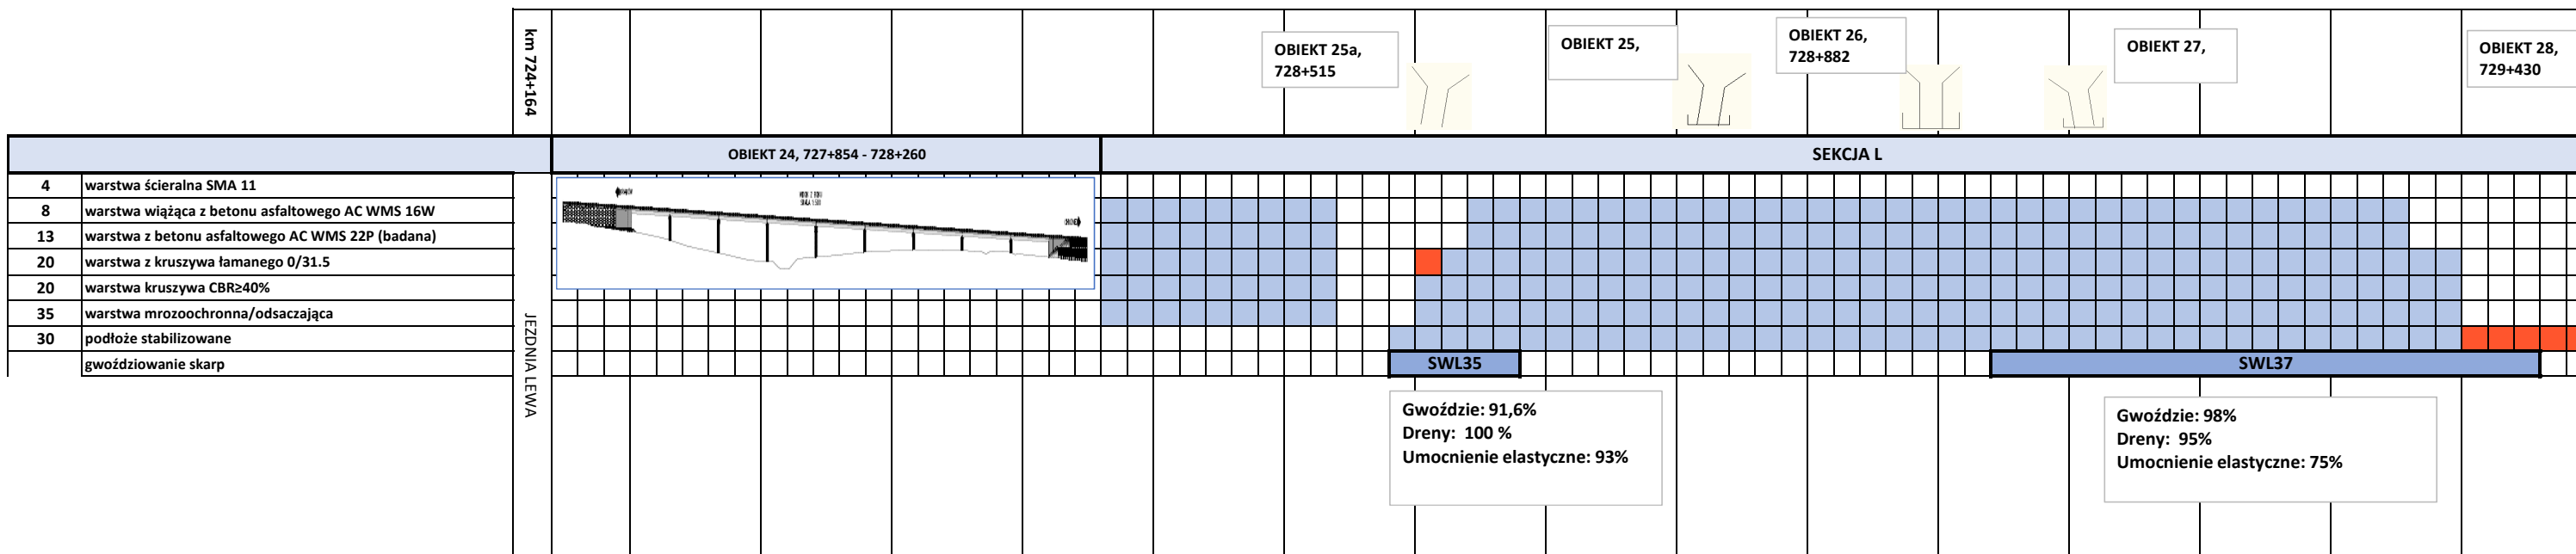 km 724+164
OBIEKT 25a,
728+515
OBIEKT 25,
OBIEKT 26,
728+882
OBIEKT 27,
OBIEKT 28,
729+430
OBIEKT 24, 727+854 - 728+260
SEKCJA L
4 warstwa ścieralna SMA 11
8 warstwa wiążąca z betonu asfaltowego AC WMS 16W
13 warstwa z betonu asfaltowego AC WMS 22P (badana)
20 warstwa z kruszywa łamanego 0/31.5
20 warstwa kruszywa CBR≥40%
35 warstwa mrozoochronna/odsaczająca
30 podłoże stabilizowane
gwoździowanie skarp
JEZDNIA LEWA
SWL35
SWL37
Gwoździe: 91,6%
Dreny: 100 %
Umocnienie elastyczne: 93%
Gwoździe: 98%
Dreny: 95%
Umocnienie elastyczne: 75%